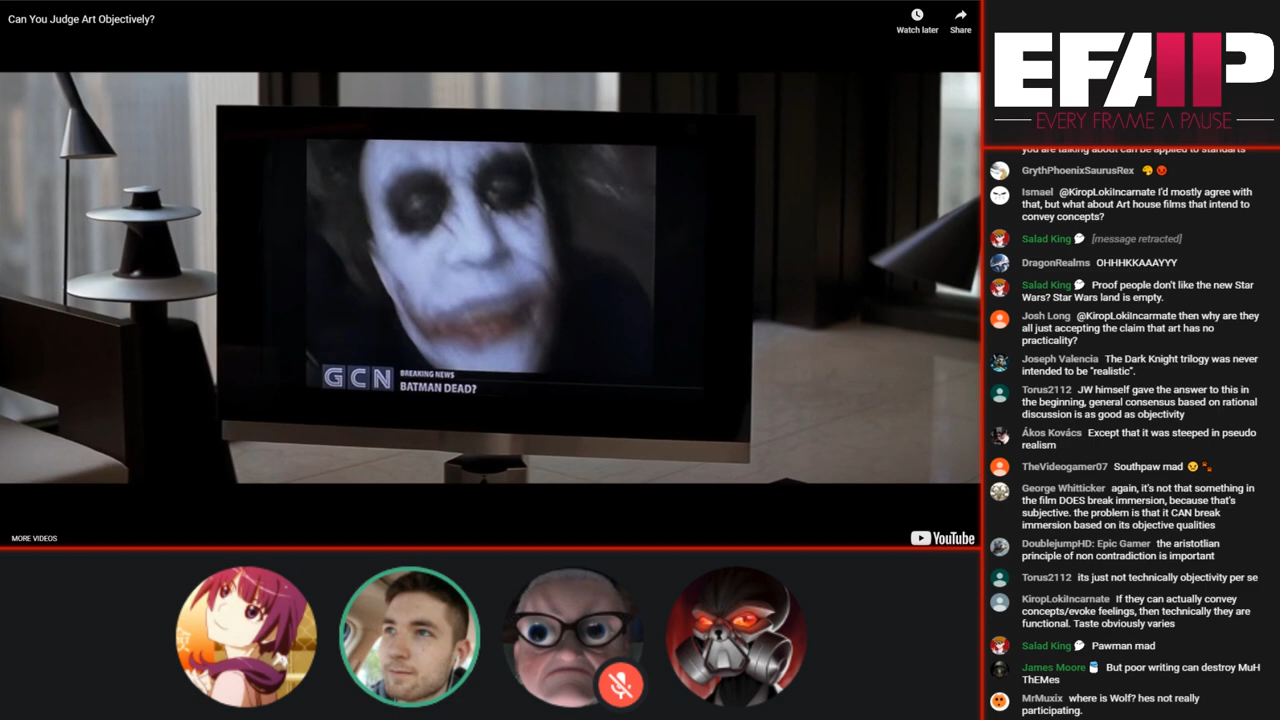 Can You Judge Art Objectively?
Watch later
Share
GCN
BREAKING NEWS
BATMAN DEAD?
MORE VIDEOS
YouTube
EFAP
EVERY FRAME A PAUSE
you are talking about can be applied to standarts
GrythPhoenixSaurusRex
Ismael @KiropLokiIncarnate I'd mostly agree with
that, but what about Art house films that intend to
convey concepts?
Salad King [message retracted]
DragonRealms OHHHKKAAAYYY
Salad King Proof people don't like the new Star
Wars? Star Wars land is empty.
Josh Long @KiropLokiIncarnate then why are they
all just accepting the claim that art has no
practicality?
Joseph Valencia The Dark Knight trilogy was never
intended to be "realistic".
Torus2112 JW himself gave the answer to this in
the beginning, general consensus based on rational
discussion is as good as objectivity
Ákos Kovács Except that it was steeped in pseudo
realism
TheVideogamer07 Southpaw mad
George Whitticker again, it's not that something in
the film DOES break immersion, because that's
subjective. the problem is that it CAN break
immersion based on its objective qualities
DoublejumpHD: Epic Gamer the aristotlian
principle of non contradiction is important
Torus2112 its just not technically objectivity per se
KiropLokiIncarnate If they can actually convey
concepts/evoke feelings, then technically they are
functional. Taste obviously varies
Salad King Pawman mad
James Moore But poor writing can destroy MuH
ThEMes
MrMuxix where is Wolf? hes not really
participating.